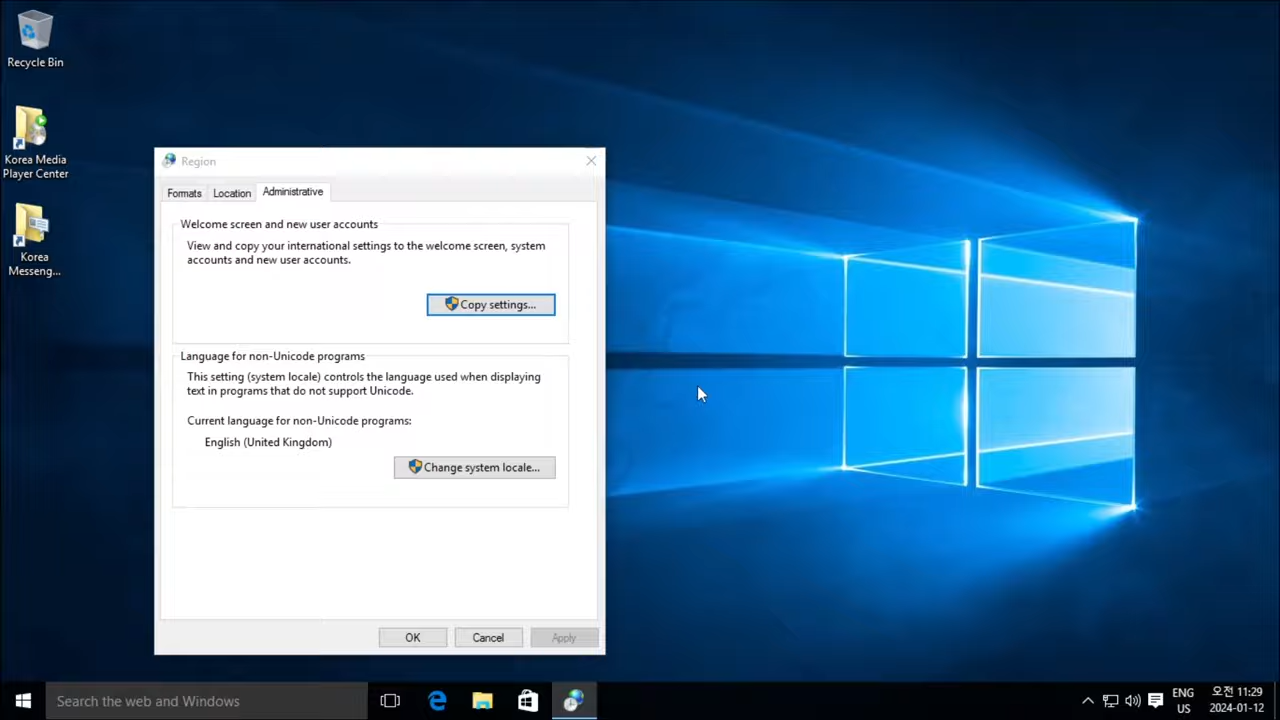 Recycle Bin
Korea Media
Player Center
Korea
Messeng...
Region
Formats
Location
Administrative
Welcome screen and new user accounts
View and copy your international settings to the welcome screen, system
accounts and new user accounts.
Copy settings...
Language for non-Unicode programs
This setting (system locale) controls the language used when displaying
text in programs that do not support Unicode.
Current language for non-Unicode programs:
English (United Kingdom)
Change system locale...
OK
Cancel
Apply
Search the web and Windows
ENG
US
오전 11:29
2024-01-12